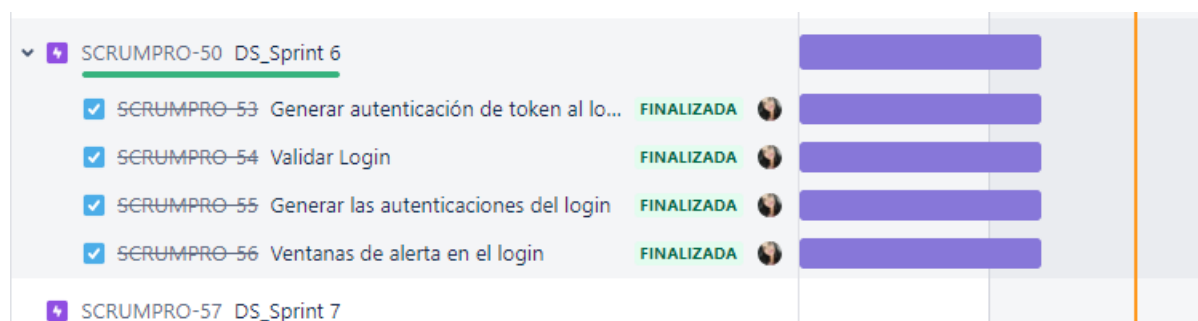 SCRUMPRO-50 DS_Sprint 6
SCRUMPRO-53 Generar autenticación de token al lo... FINALIZADA
SCRUMPRO-54 Validar Login FINALIZADA
SCRUMPRO-55 Generar las autenticaciones del login FINALIZADA
SCRUMPRO-56 Ventanas de alerta en el login FINALIZADA
SCRUMPRO-57 DS_Sprint 7